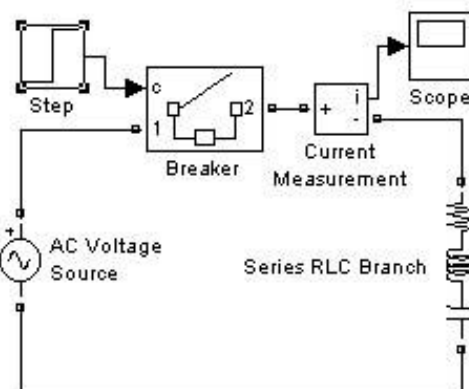 Step
c
1
2
Breaker
+
i
-
Current
Measurement
Scope
+
AC Voltage
Source
Series RLC Branch